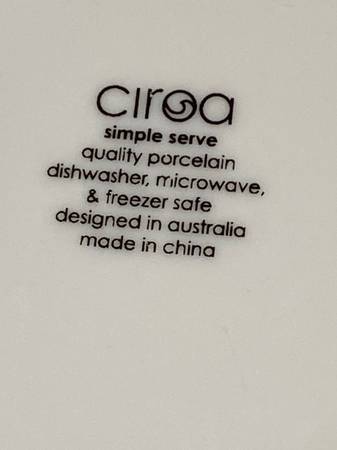 ciroa
simple serve
quality porcelain
dishwasher, microwave,
& freezer safe
designed in australia
made in china